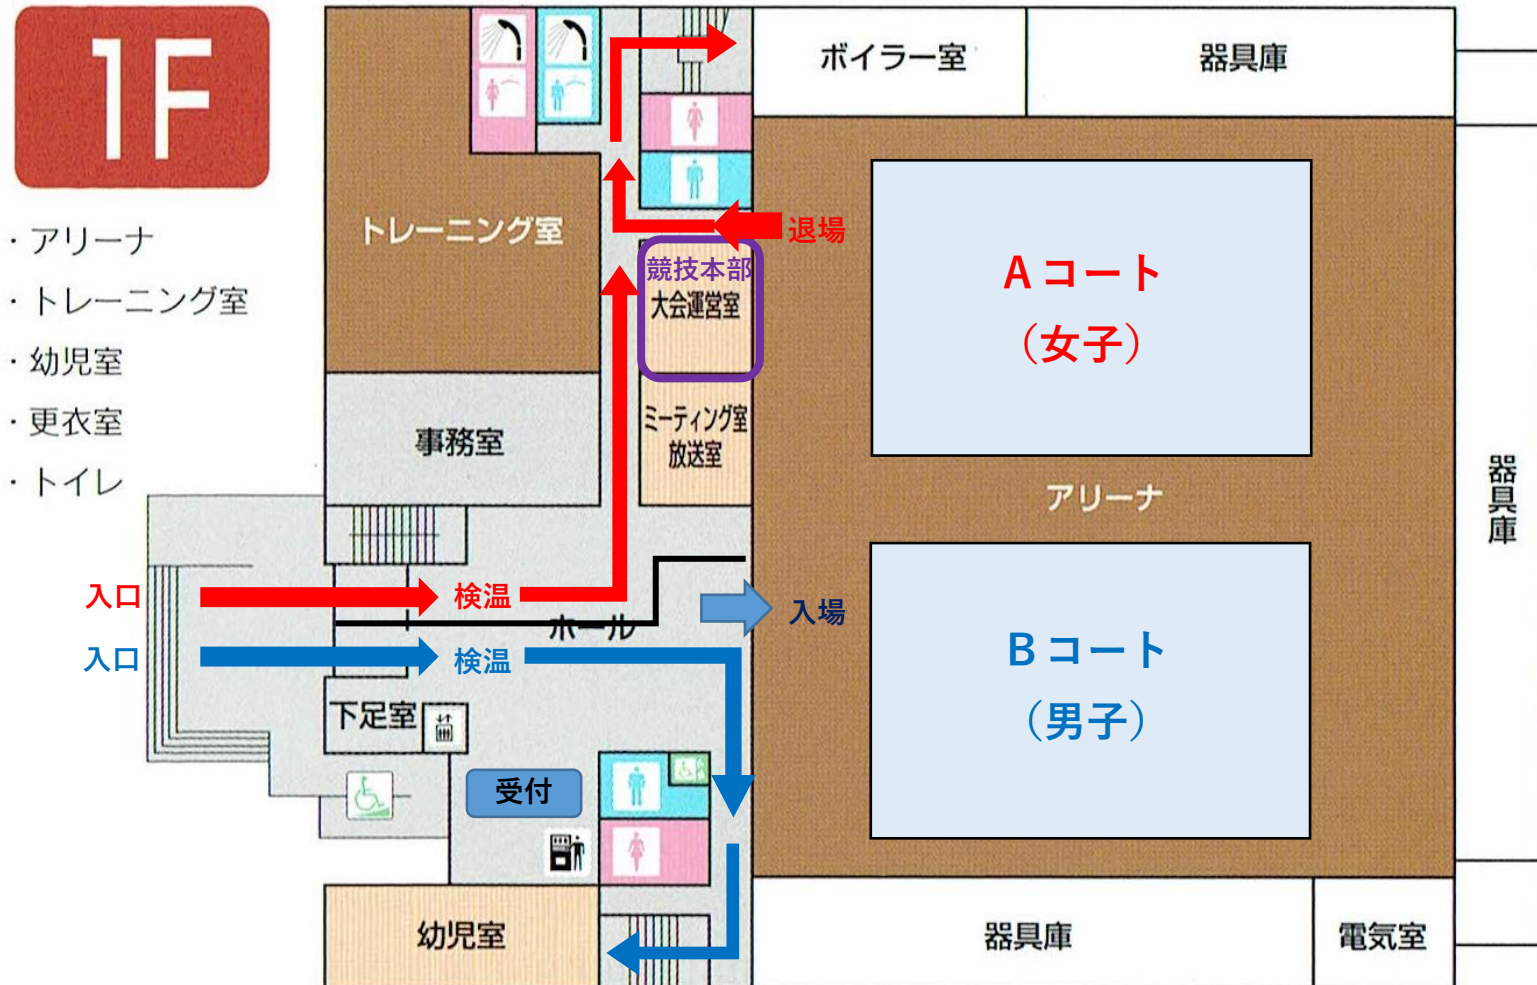 1F
・アリーナ
・トレーニング室
・幼児室
・更衣室
・トイレ
ボイラー室
器具庫
トレーニング室
退場
競技本部
大会運営室
Aコート
（女子）
事務室
ミーティング室
放送室
アリーナ
器具庫
入口
検温
ホール
入場
入口
検温
Bコート
（男子）
下足室
受付
幼児室
器具庫
電気室